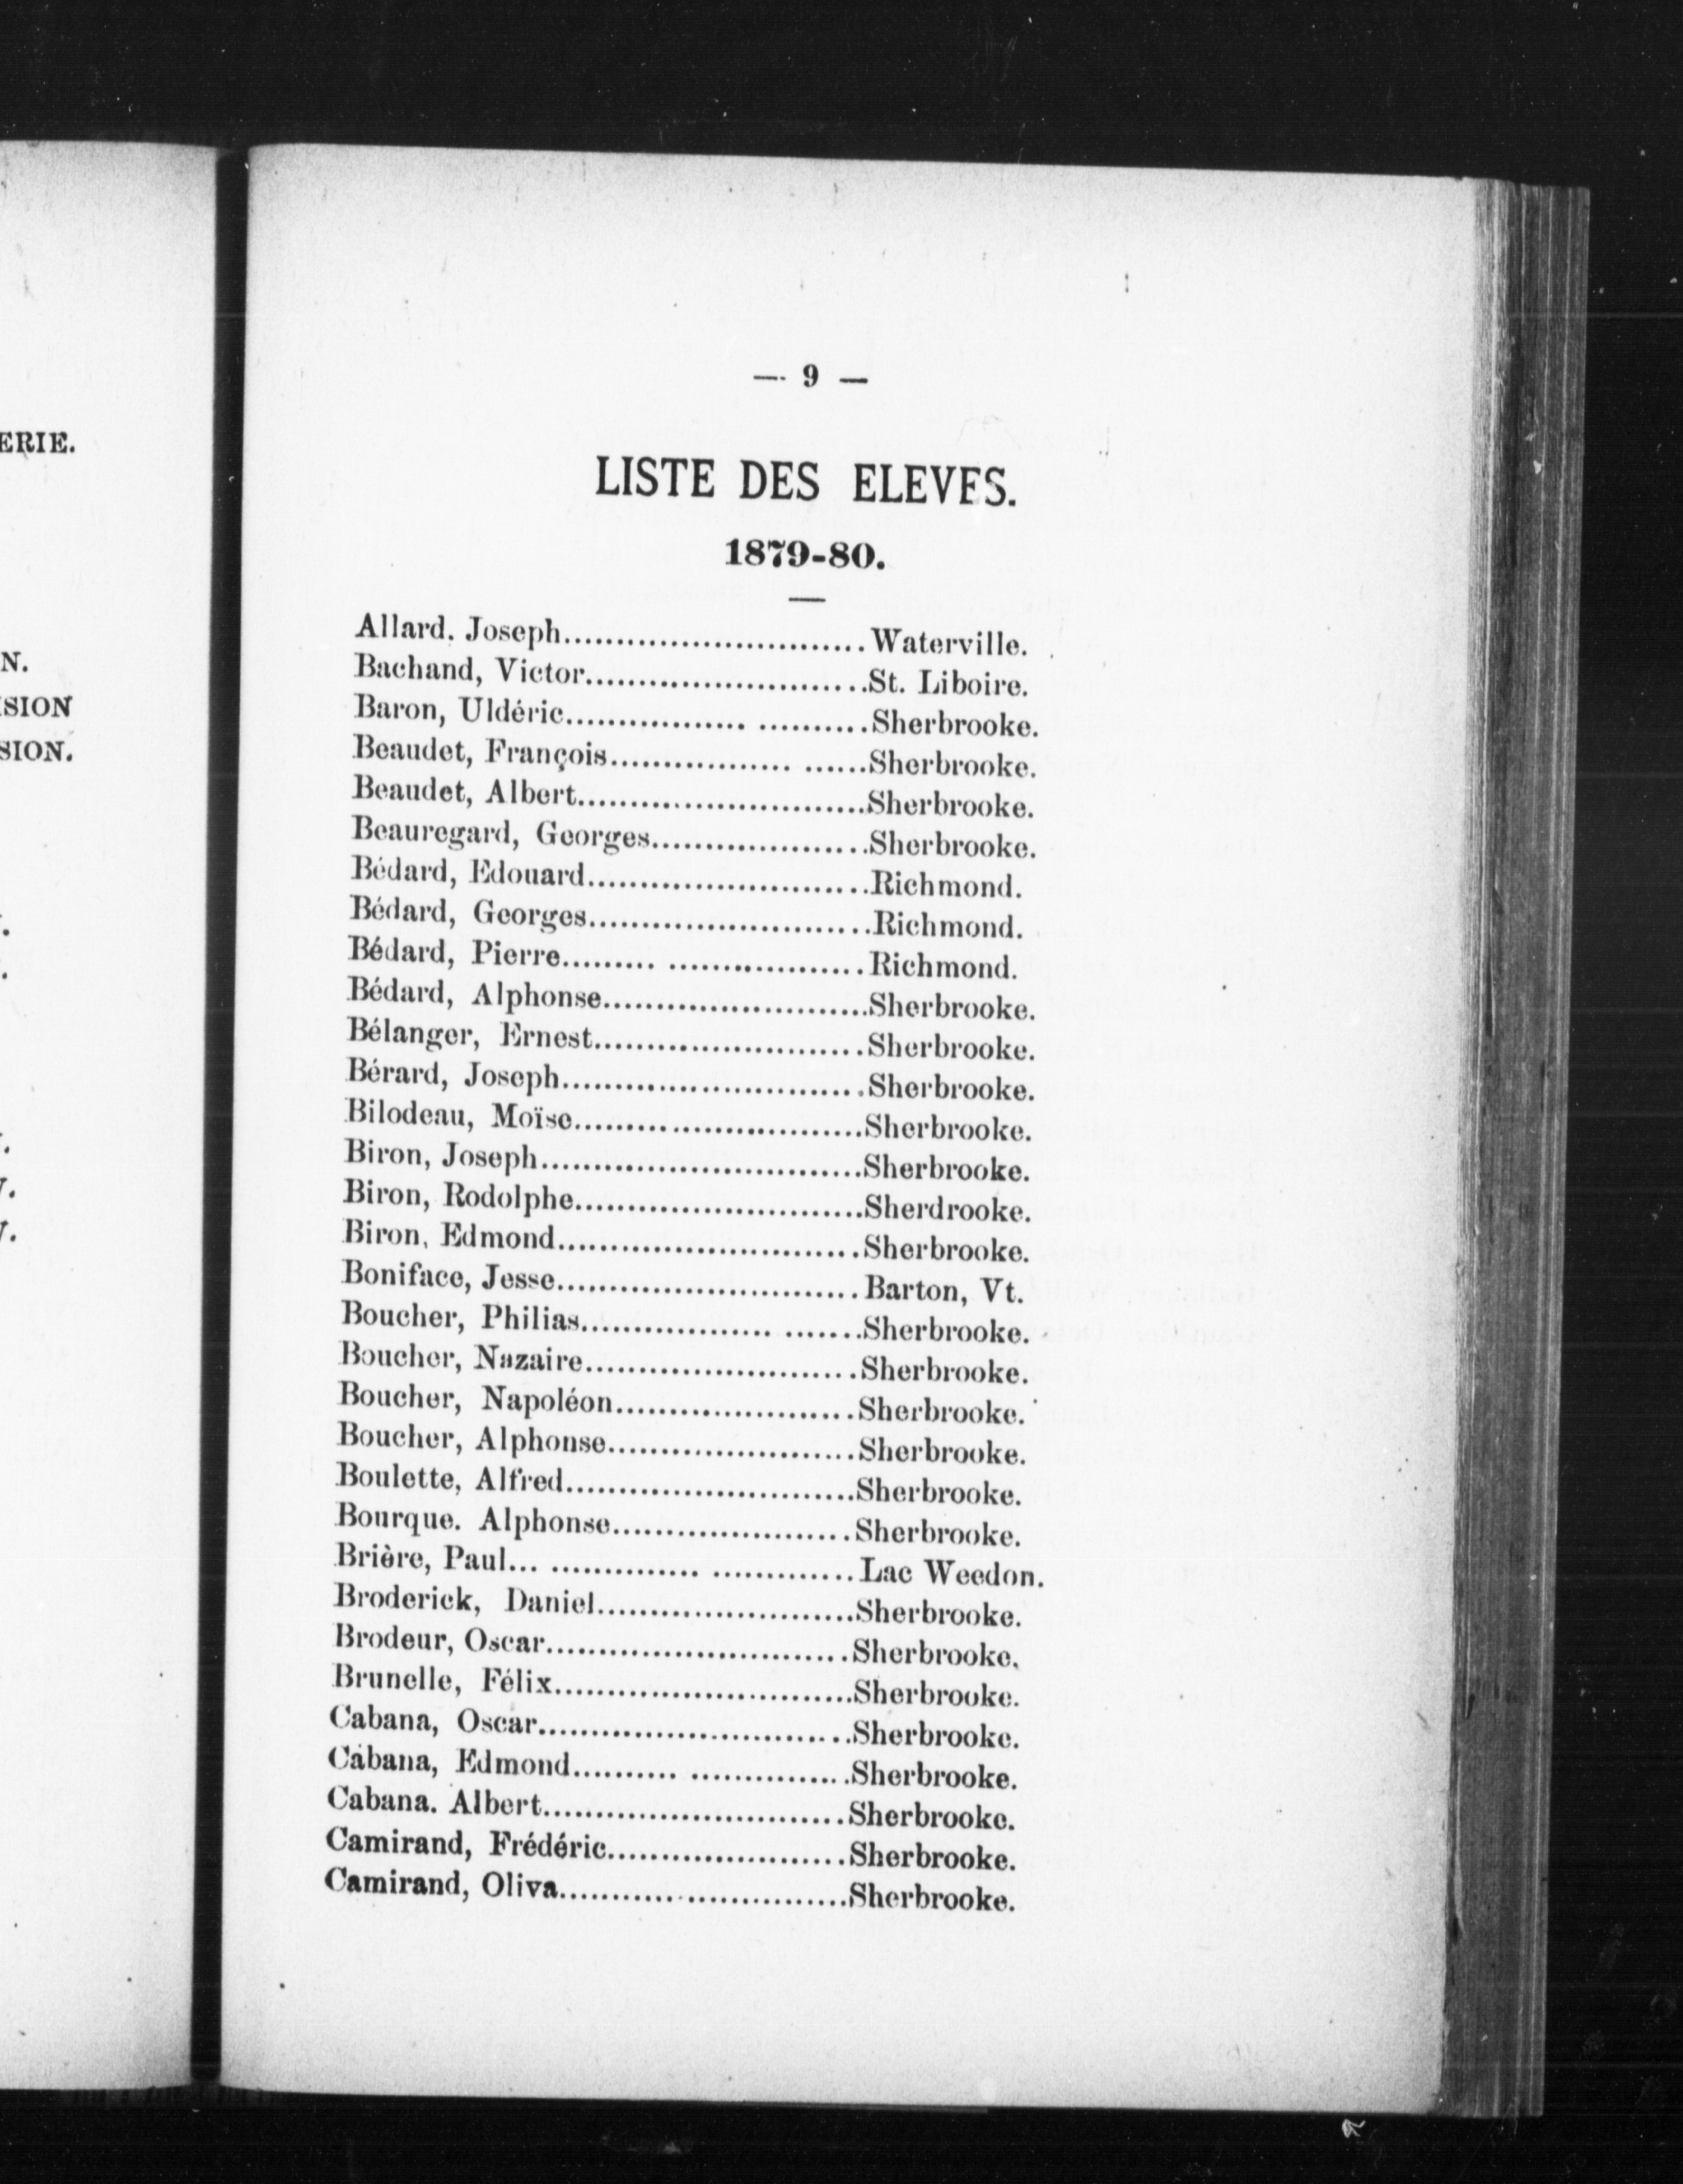 — 9 —
LISTE DES ELEVES.
1879-80.
Allard. Joseph............................. Waterville.
Bachand, Victor...........................St. Liboire.
Baron, Uldéric................. ...........Sherbrooke.
Beaudet, François................. ......Sherbrooke.
Beaudet, Albert............................Sherbrooke.
Beauregard, Georges.....................Sherbrooke.
Bédard, Edouard...........................Richmond.
Bédard, Georges...........................Richmond.
Bédard, Pierre......... ................... Richmond.
Bédard, Alphonse.........................Sherbrooke.
Bélanger, Ernest..........................Sherbrooke.
Bérard, Joseph.............................Sherbrooke.
Bilodeau, Moïse............................Sherbrooke.
Biron, Joseph...............................Sherbrooke.
Biron, Rodolphe............................Sherdrooke.
Biron, Edmond.............................Sherbrooke.
Boniface, Jesse............................. Barton, Vt.
Boucher, Philias.................. ........Sherbrooke.
Boucher, Nazaire..........................Sherbrooke.
Boucher, Napoléon.......................Sherbrooke.
Boucher, Alphonse........................Sherbrooke.
Boulette, Alfred............................Sherbrooke.
Bourque. Alphonse.......................Sherbrooke.
Brière, Paul... .............. ..............Lac Weedon.
Broderick, Daniel.........................Sherbrooke.
Brodeur, Oscar.............................Sherbrooke.
Brunelle, Félix.............................Sherbrooke.
Cabana, Oscar..............................Sherbrooke.
Cabana, Edmond.......... ................Sherbrooke.
Cabana. Albert.............................Sherbrooke.
Camirand, Frédéric.......................Sherbrooke.
Camirand, Oliva...........................Sherbrooke.